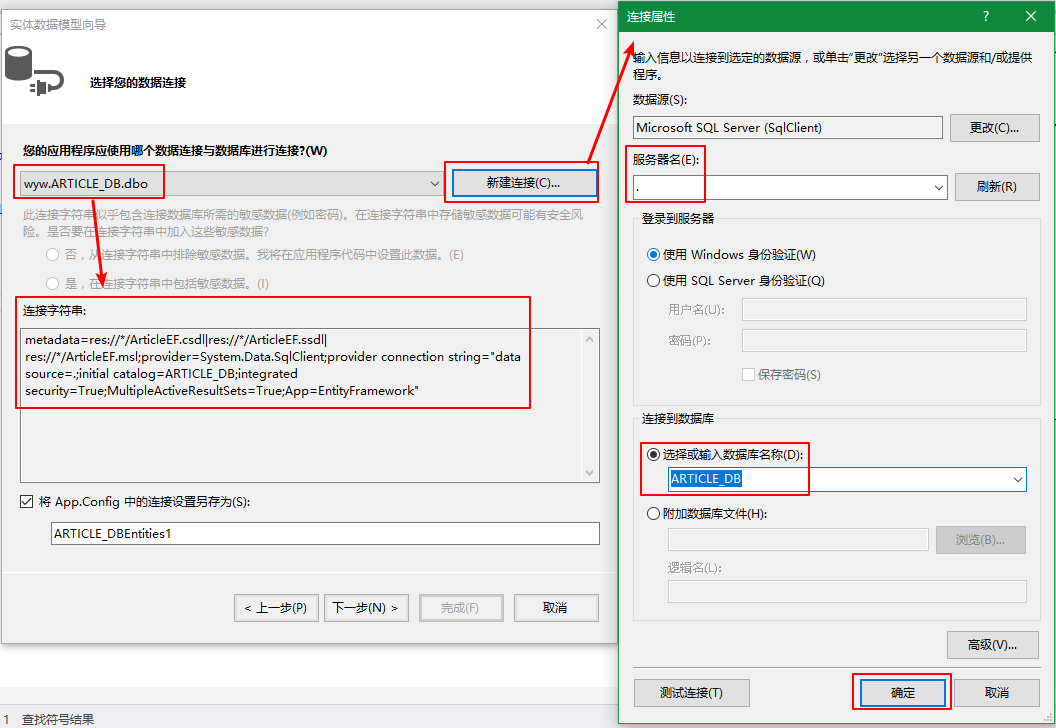 实体数据模型向导
选择您的数据连接
您的应用程序应使用哪个数据连接与数据库进行连接?(W)
wyw.ARTICLE_DB.dbo
新建连接(C)...
此连接字符串似乎包含连接数据库所需的敏感数据(例如密码)。在连接字符串中存储敏感数据可能有安全风
险。是否要在连接字符串中加入这些敏感数据?
否，从连接字符串中排除敏感数据。我将在应用程序代码中设置此数据。(E)
是，在连接字符串中包括敏感数据。(I)
连接字符串:
metadata=res://*/ArticleEF.csdl|res://*/ArticleEF.ssdl|
res://*/ArticleEF.msl;provider=System.Data.SqlClient;provider connection string="data
source=.;initial catalog=ARTICLE_DB;integrated
security=True;MultipleActiveResultSets=True;App=EntityFramework"
将 App.Config 中的连接设置另存为(S):
ARTICLE_DBEntities1
< 上一步(P)
下一步(N) >
完成(F)
取消
1 查找符号结果
连接属性
?
输入信息以连接到选定的数据源，或单击“更改”选择另一个数据源和/或提供
程序。
数据源(S):
Microsoft SQL Server (SqlClient)
更改(C)...
服务器名(E):
.
刷新(R)
登录到服务器
使用 Windows 身份验证(W)
使用 SQL Server 身份验证(Q)
用户名(U):
密码(P):
保存密码(S)
连接到数据库
选择或输入数据库名称(D):
ARTICLE_DB
附加数据库文件(H):
浏览(B)...
逻辑名(L):
高级(V)...
测试连接(T)
确定
取消